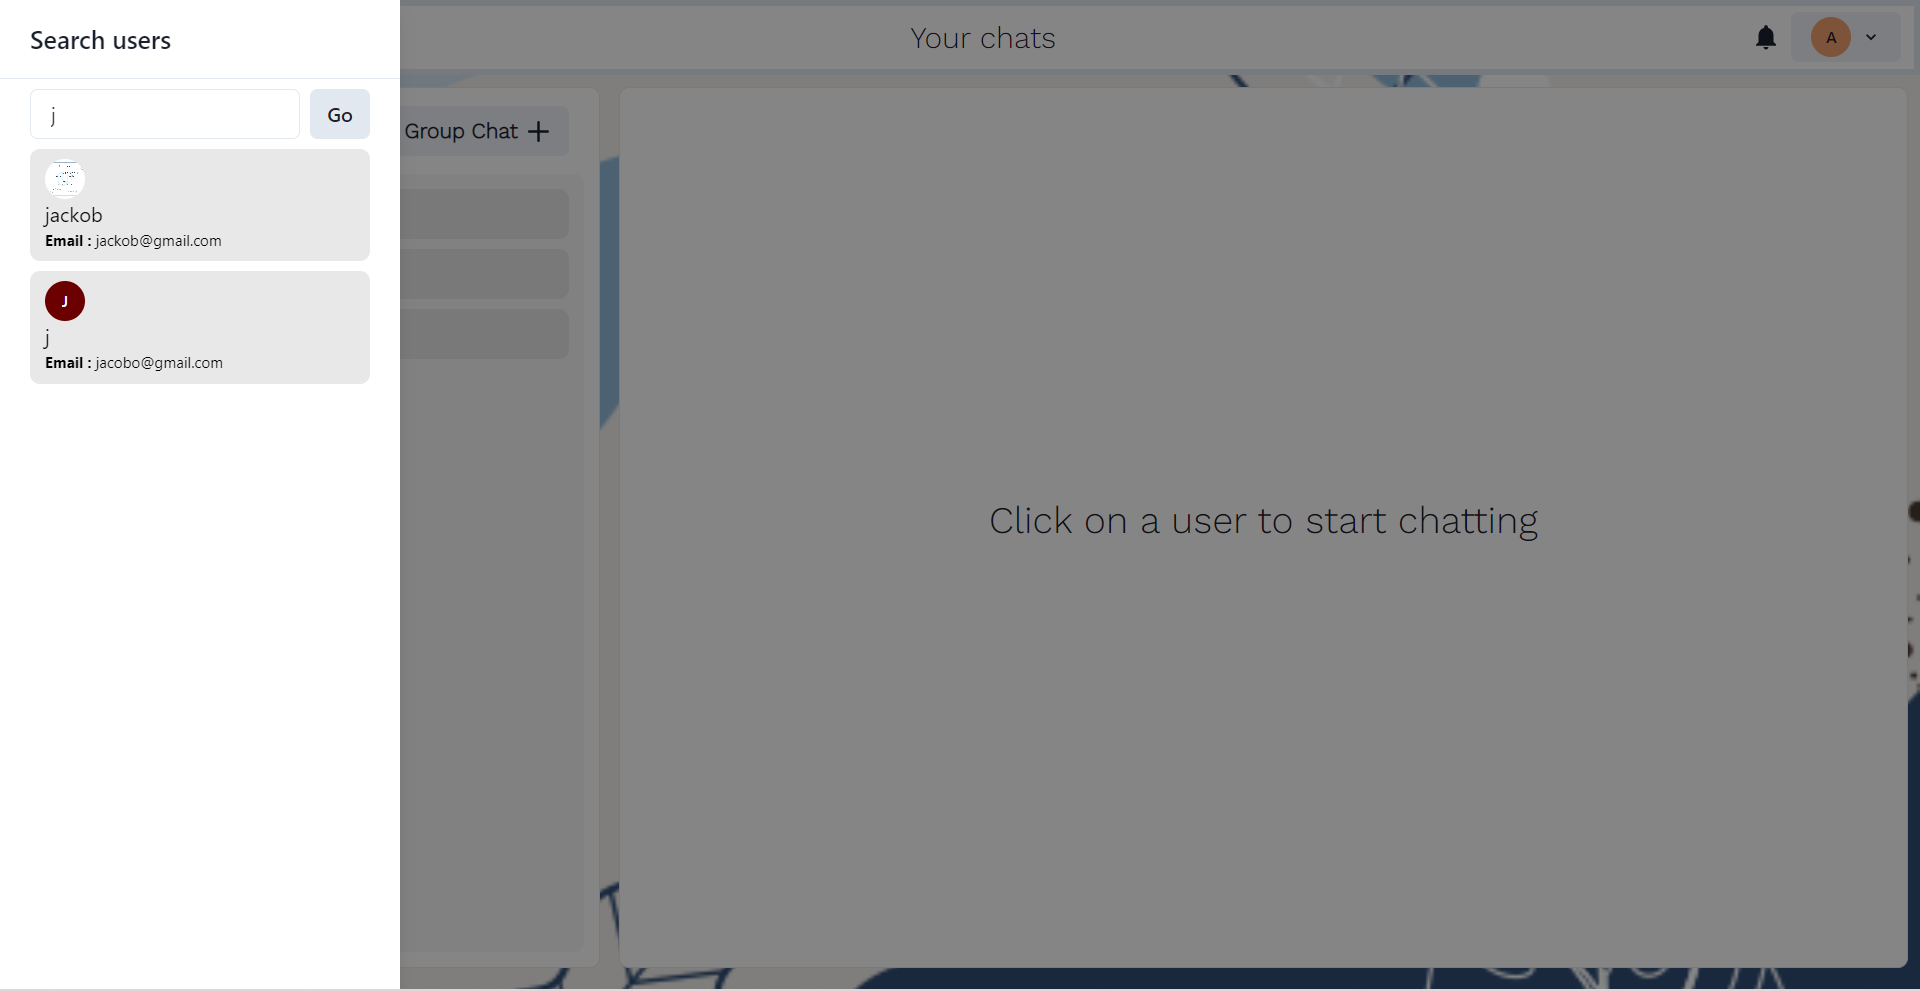 Search users
j
Go
jackob
Email : jackob@gmail.com
J
j
Email : jacobo@gmail.com
Your chats
A
Group Chat
Click on a user to start chatting